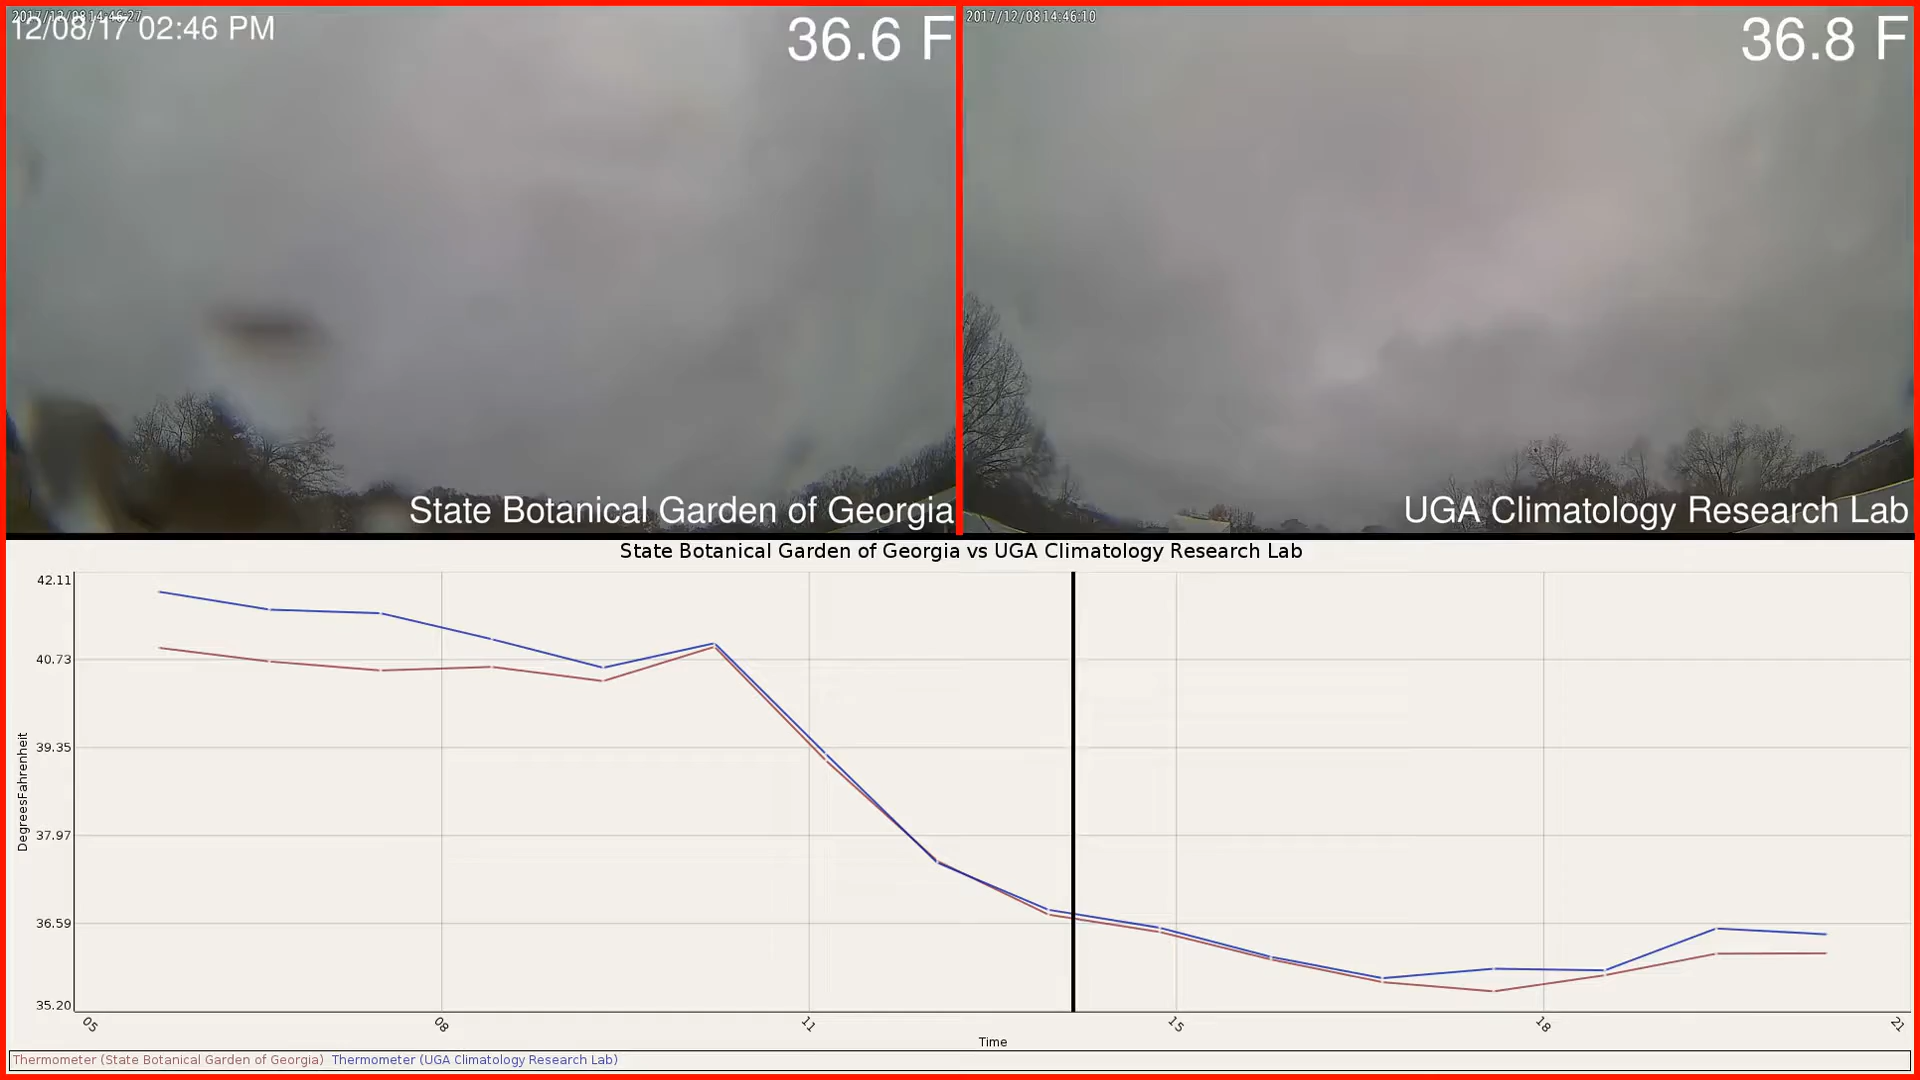 2017/12/08 14:46:27
12/08/17 02:46 PM
36.6 F
State Botanical Garden of Georgia
2017/12/08 14:46:10
36.8 F
UGA Climatology Research Lab
State Botanical Garden of Georgia vs UGA Climatology Research Lab
42.11
40.73
39.35
37.97
36.59
35.20
DegreesFahrenheit
05
08
11
15
18
21
Time
Thermometer (State Botanical Garden of Georgia) Thermometer (UGA Climatology Research Lab)